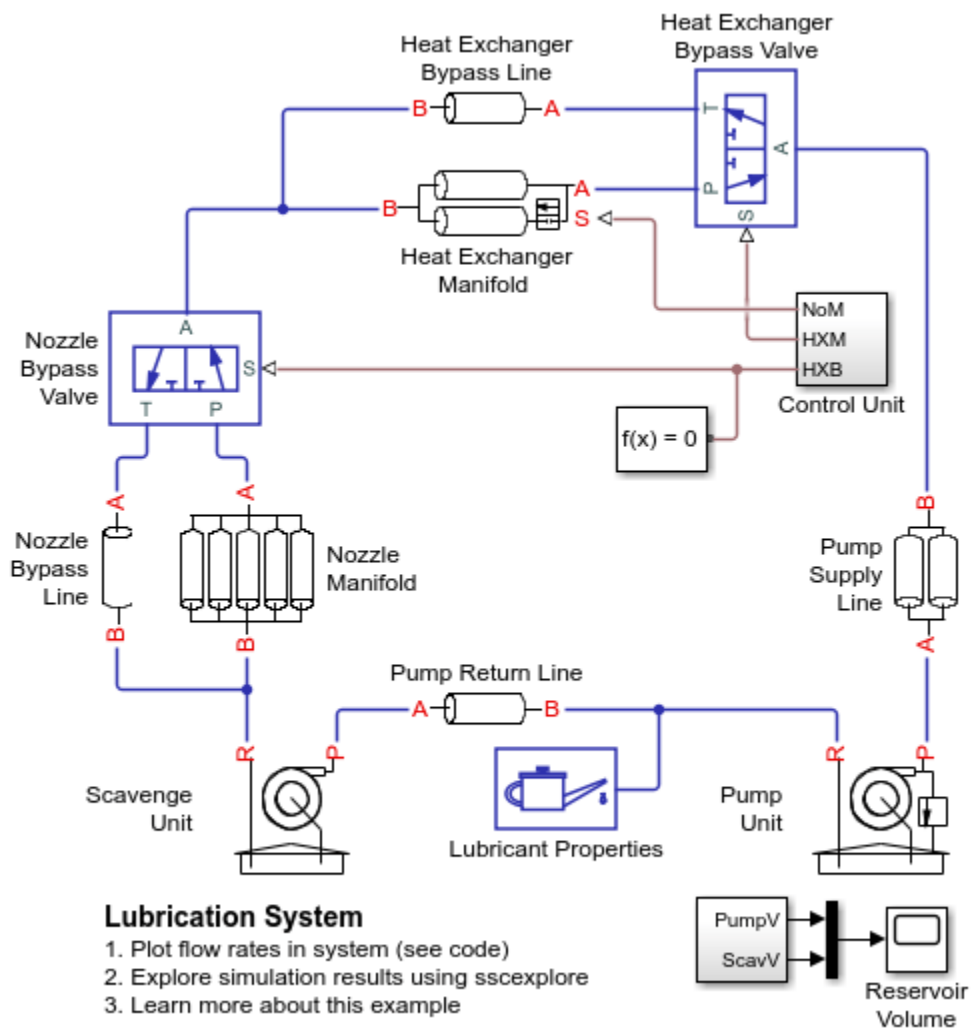 Heat Exchanger
Bypass Valve
Heat Exchanger
Bypass Line
B
A
T
A
P
S
B
A
S
Heat Exchanger
Manifold
NoM
HXM
HXB
Control Unit
Nozzle
Bypass
Valve
A
S
T
P
f(x) = 0
A
A
B
Nozzle
Bypass
Line
Nozzle
Manifold
Pump
Supply
Line
B
B
A
Pump Return Line
A
B
R
P
R
P
Scavenge
Unit
Pump
Unit
Lubricant Properties
Lubrication System
1. Plot flow rates in system (see code)
2. Explore simulation results using sscexplore
3. Learn more about this example
PumpV
ScavV
Reservoir
Volume